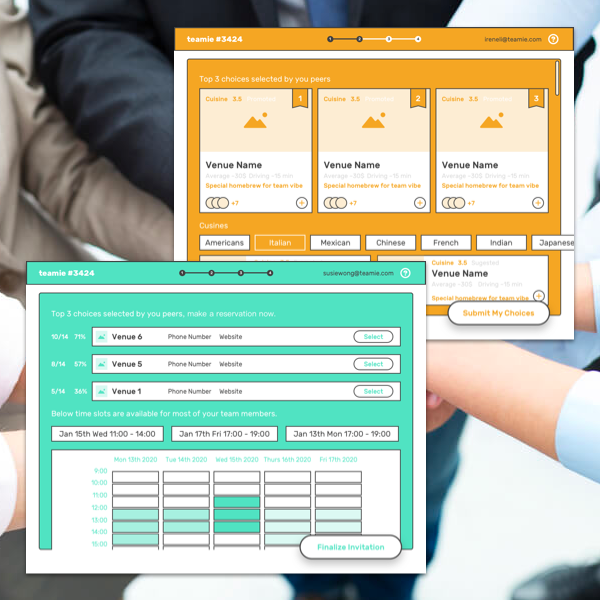 teamie #3424
1 2 3 4
irenell@teamie.com ?
Top 3 choices selected by you peers
Cuisine 3.5 1
Cuisine 3.5 2
Cuisine 3.5 3
Venue Name Venue Name Venue Name
Average ~30$ Driving ~15 min Average ~30$ Driving ~15 min Average ~30$ Driving ~15 min
Special homebrew for team vibe Special homebrew for team vibe Special homebrew for team vibe
+7 + +7 + +7 +
Cusines
Americans Italian Mexican Chinese French Indian Japanese
Cuisine 3.5
Venue Name
Average ~30$ Driving ~15 min
Special homebrew for team vibe +
Submit My Choices
teamie #3424
1 2 3 4
susiewong@teamie.com ?
Top 3 choices selected by you peers, make a reservation now.
10/14 71% Venue 6 Phone Number Website Select
8/14 57% Venue 5 Phone Number Website Select
5/14 36% Venue 1 Phone Number Website Select
Below time slots are available for most of your team members.
Jan 15th Wed 11:00 - 14:00 Jan 17th Fri 17:00 - 19:00 Jan 13th Mon 17:00 - 19:00
Mon 13th 2020 Tue 14th 2020 Wed 15th 2020 Thurs 16th 2020 Fri 17th 2020
9:00
10:00
11:00
12:00
13:00
14:00
15:00
Finalize Invitation